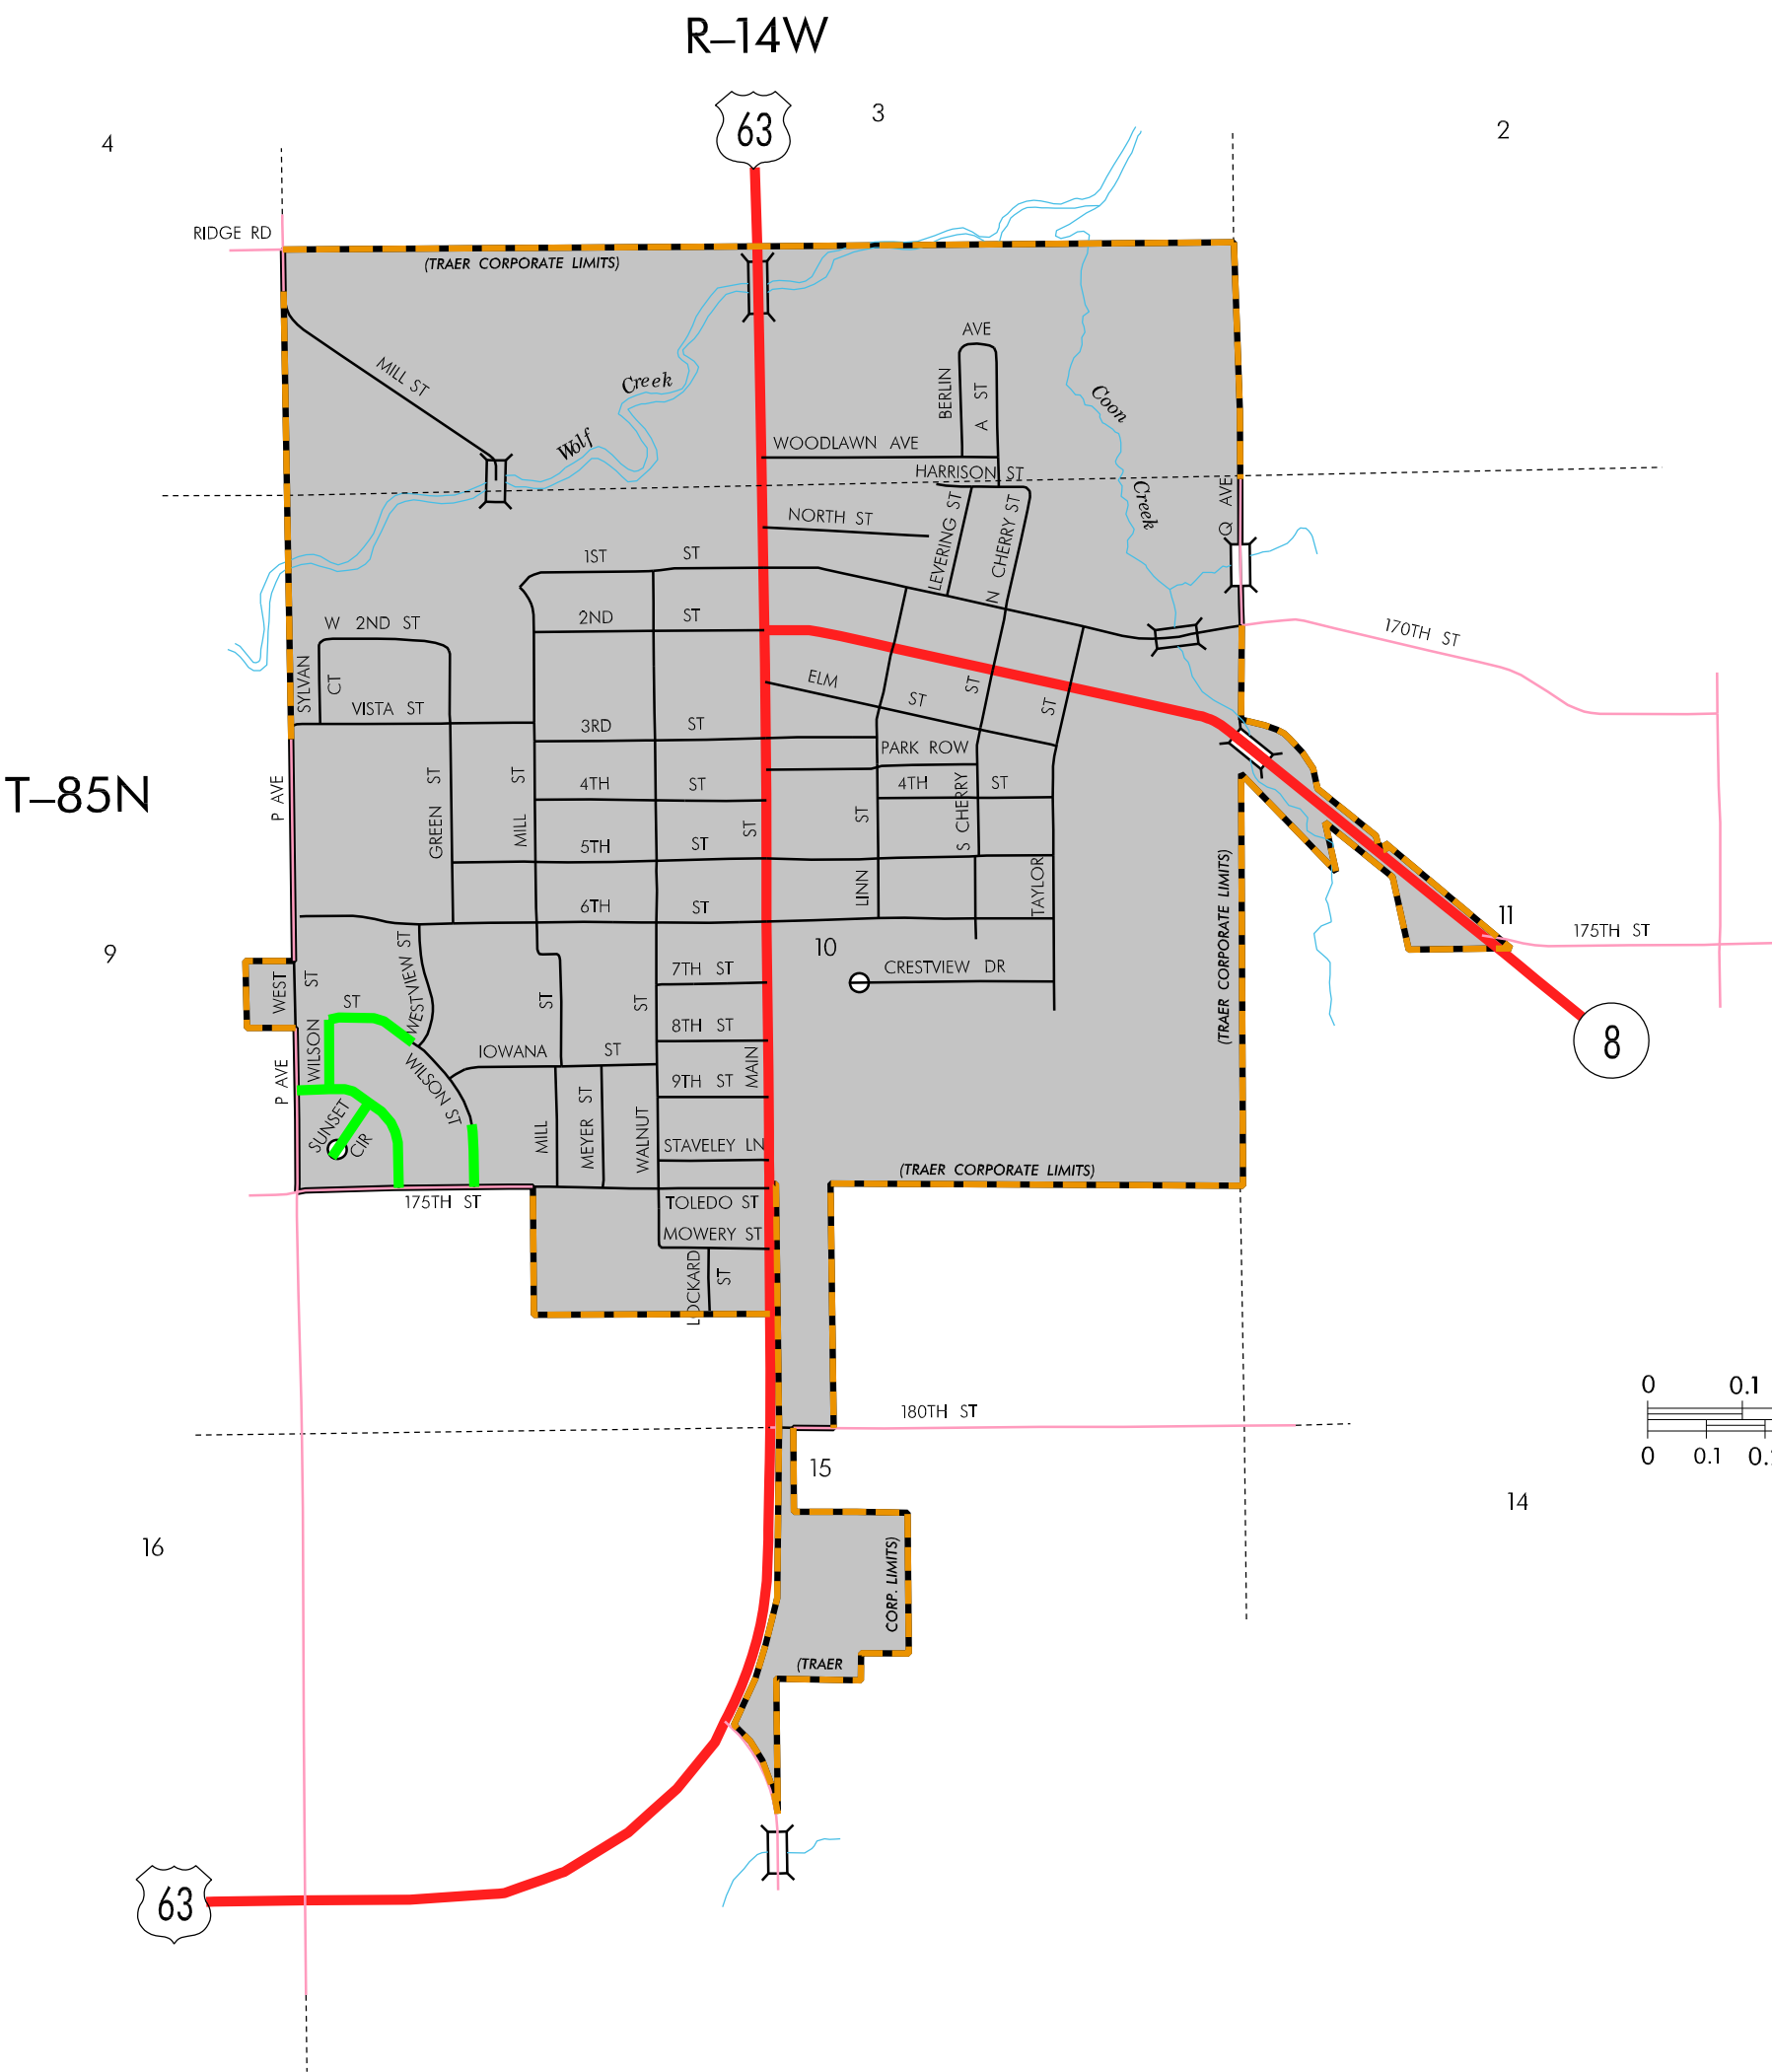 R–14W
63
3
4
2
RIDGE RD
(TRAER CORPORATE LIMITS)
MILL ST
Wolf Creek
BERLIN AVE
A ST
Coon Creek
WOODLAWN AVE
HARRISON ST
NORTH ST
LEVERING ST
N CHERRY ST
Q AVE
1ST ST
2ND ST
W 2ND ST
SYLVAN CT
VISTA ST
170TH ST
ELM ST
ST
ST
3RD ST
PARK ROW
T–85N
P AVE
GREEN ST
MILL ST
4TH ST
4TH ST
ST
S CHERRY
LINN ST
TAYLOR
5TH ST
6TH ST
(TRAER CORPORATE LIMITS)
11
175TH ST
9
10
WEST ST
WESTVIEW ST
7TH ST
CRESTVIEW DR
ST
ST
8TH ST
8
WILSON ST
IOWANA ST
P AVE
WILSON ST
9TH ST
MAIN
SUNSET CIR
MILL
MEYER ST
WALNUT
STAVELEY LN
(TRAER CORPORATE LIMITS)
175TH ST
TOLEDO ST
MOWERY ST
LOCKARD ST
0 0.1
0 0.1
180TH ST
15
14
16
CORP. LIMITS)
(TRAER
63